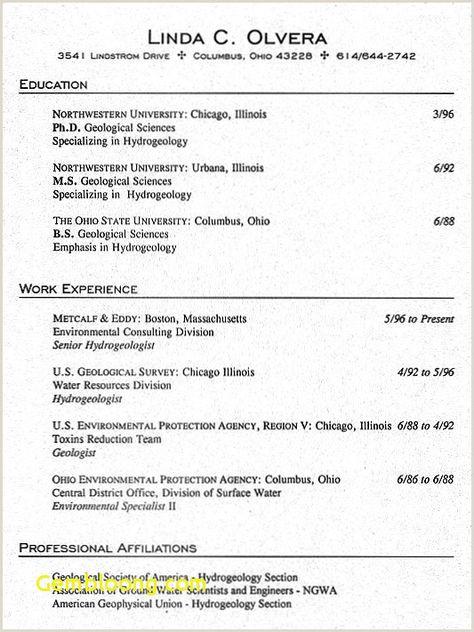 LINDA C. OLVERA
3541 LINDSTROM DRIVE ✣ COLUMBUS, OHIO 43228 ✣ 614/644-2742
EDUCATION
NORTHWESTERN UNIVERSITY: Chicago, Illinois 3/96
Ph.D. Geological Sciences
Specializing in Hydrogeology
NORTHWESTERN UNIVERSITY: Urbana, Illinois 6/92
M.S. Geological Sciences
Specializing in Hydrogeology
THE OHIO STATE UNIVERSITY: Columbus, Ohio 6/88
B.S. Geological Sciences
Emphasis in Hydrogeology
WORK EXPERIENCE
METCALF & EDDY: Boston, Massachusetts 5/96 to Present
Environmental Consulting Division
Senior Hydrogeologist
U.S. GEOLOGICAL SURVEY: Chicago Illinois 4/92 to 5/96
Water Resources Division
Hydrogeologist
U.S. ENVIRONMENTAL PROTECTION AGENCY, REGION V: Chicago, Illinois 6/88 to 4/92
Toxins Reduction Team
Geologist
OHIO ENVIRONMENTAL PROTECTION AGENCY: Columbus, Ohio 6/86 to 6/88
Central District Office, Division of Surface Water
Environmental Specialist II
PROFESSIONAL AFFILIATIONS
Geological Society of America - Hydrogeology Section
Gembloong.com
Association of Ground Water Scientists and Engineers - NGWA
American Geophysical Union - Hydrogeology Section